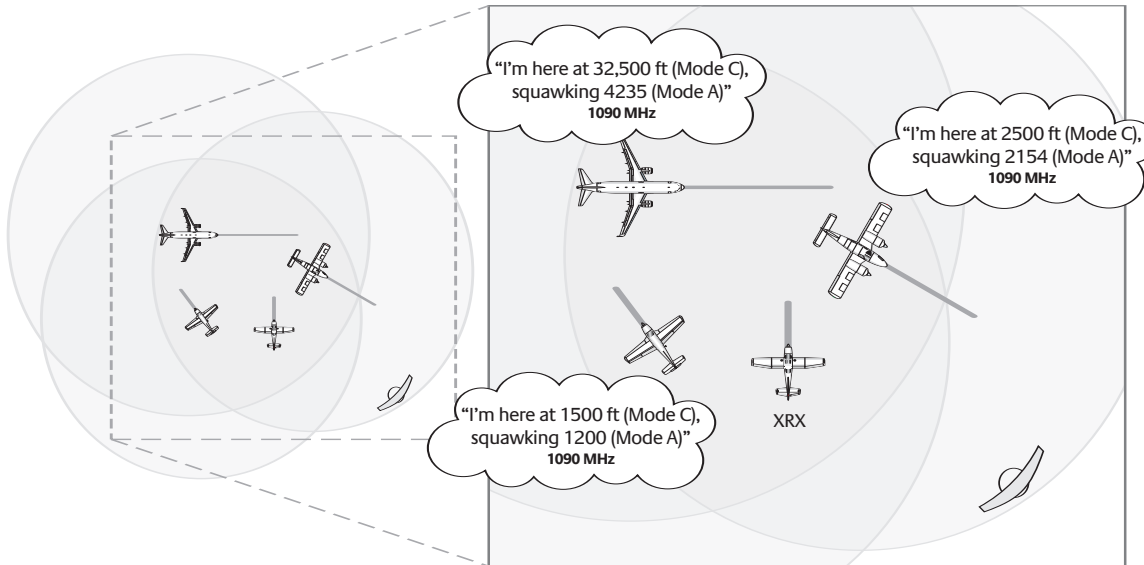 “I'm here at 32,500 ft (Mode C),
squawking 4235 (Mode A)”
1090 MHz
“I'm here at 2500 ft (Mode C),
squawking 2154 (Mode A)”
1090 MHz
“I'm here at 1500 ft (Mode C),
squawking 1200 (Mode A)”
1090 MHz
XRX